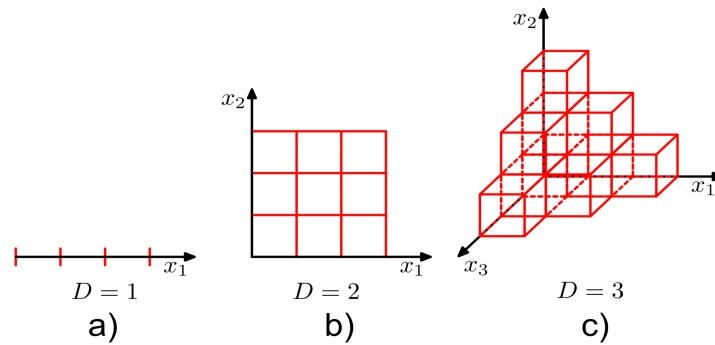 x₂
x₂
x₁
x₁
x₁
x₃
D = 1
D = 2
D = 3
a)
b)
c)